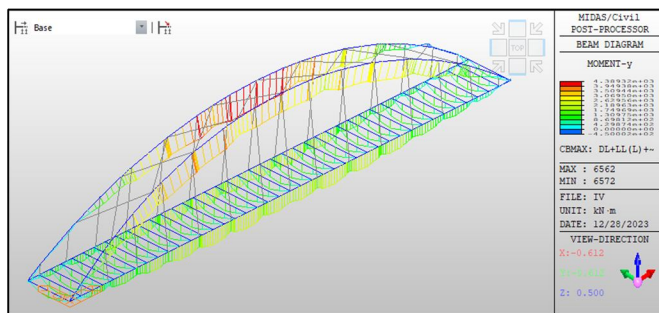 Base
TOP
MIDAS/Civil
POST-PROCESSOR
BEAM DIAGRAM
MOMENT-y
4.38932e+03
3.94938e+03
3.50944e+03
3.06950e+03
2.62956e+03
2.18963e+03
1.74969e+03
1.30975e+03
8.69812e+02
4.29874e+02
0.00000e+00
-4.50002e+02
CBMAX: DL+LL(L)+~
MAX : 6562
MIN : 6572
FILE: IV
UNIT: kN·m
DATE: 12/28/2023
VIEW-DIRECTION
X:-0.612
Z: 0.500